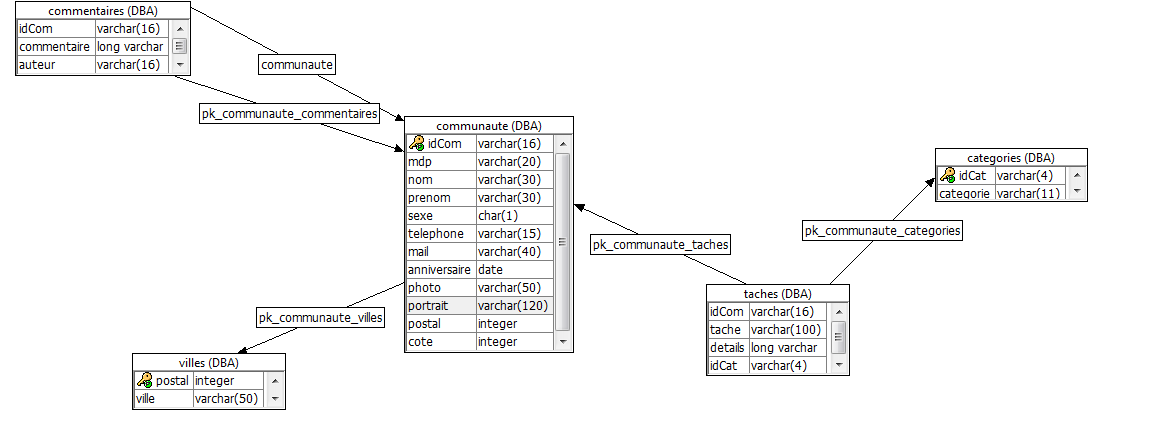 commentaires (DBA)
idCom varchar(16)
commentaire long varchar
auteur varchar(16)
communaute
pk_communaute_commentaires
communaute (DBA)
idCom varchar(16)
mdp varchar(20)
nom varchar(30)
prenom varchar(30)
sexe char(1)
telephone varchar(15)
mail varchar(40)
anniversaire date
photo varchar(50)
portrait varchar(120)
postal integer
cote integer
categories (DBA)
idCat varchar(4)
categorie varchar(11)
pk_communaute_categories
pk_communaute_taches
taches (DBA)
idCom varchar(16)
tache varchar(100)
details long varchar
idCat varchar(4)
pk_communaute_villes
villes (DBA)
postal integer
ville varchar(50)